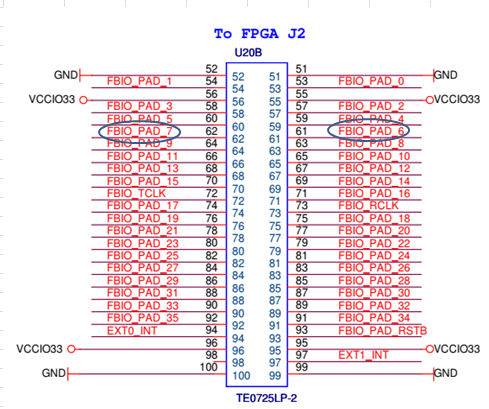 To FPGA J2
U20B
52 52 51 51
GND GND
FBIO_PAD_1 54 54 53 53 FBIO_PAD_0
VCCIO33 56 56 55 55 VCCIO33
FBIO_PAD_3 58 58 57 57 FBIO_PAD_2
FBIO_PAD_5 60 60 59 59 FBIO_PAD_4
FBIO_PAD_7 62 62 61 61 FBIO_PAD_6
FBIO_PAD_9 64 64 63 63 FBIO_PAD_8
FBIO_PAD_11 66 66 65 65 FBIO_PAD_10
FBIO_PAD_13 68 68 67 67 FBIO_PAD_12
FBIO_PAD_15 70 70 69 69 FBIO_PAD_14
FBIO_TCLK 72 72 71 71 FBIO_PAD_16
FBIO_PAD_17 74 74 73 73 FBIO_RCLK
FBIO_PAD_19 76 76 75 75 FBIO_PAD_18
FBIO_PAD_21 78 78 77 77 FBIO_PAD_20
FBIO_PAD_23 80 80 79 79 FBIO_PAD_22
FBIO_PAD_25 82 82 81 81 FBIO_PAD_24
FBIO_PAD_27 84 84 83 83 FBIO_PAD_26
FBIO_PAD_29 86 86 85 85 FBIO_PAD_28
FBIO_PAD_31 88 88 87 87 FBIO_PAD_30
FBIO_PAD_33 90 90 89 89 FBIO_PAD_32
FBIO_PAD_35 92 92 91 91 FBIO_PAD_34
EXT0_INT 94 94 93 93 FBIO_PAD_RSTB
VCCIO33 96 96 95 95 VCCIO33
98 98 97 97 EXT1_INT
GND 100 100 99 99 GND
TE0725LP-2